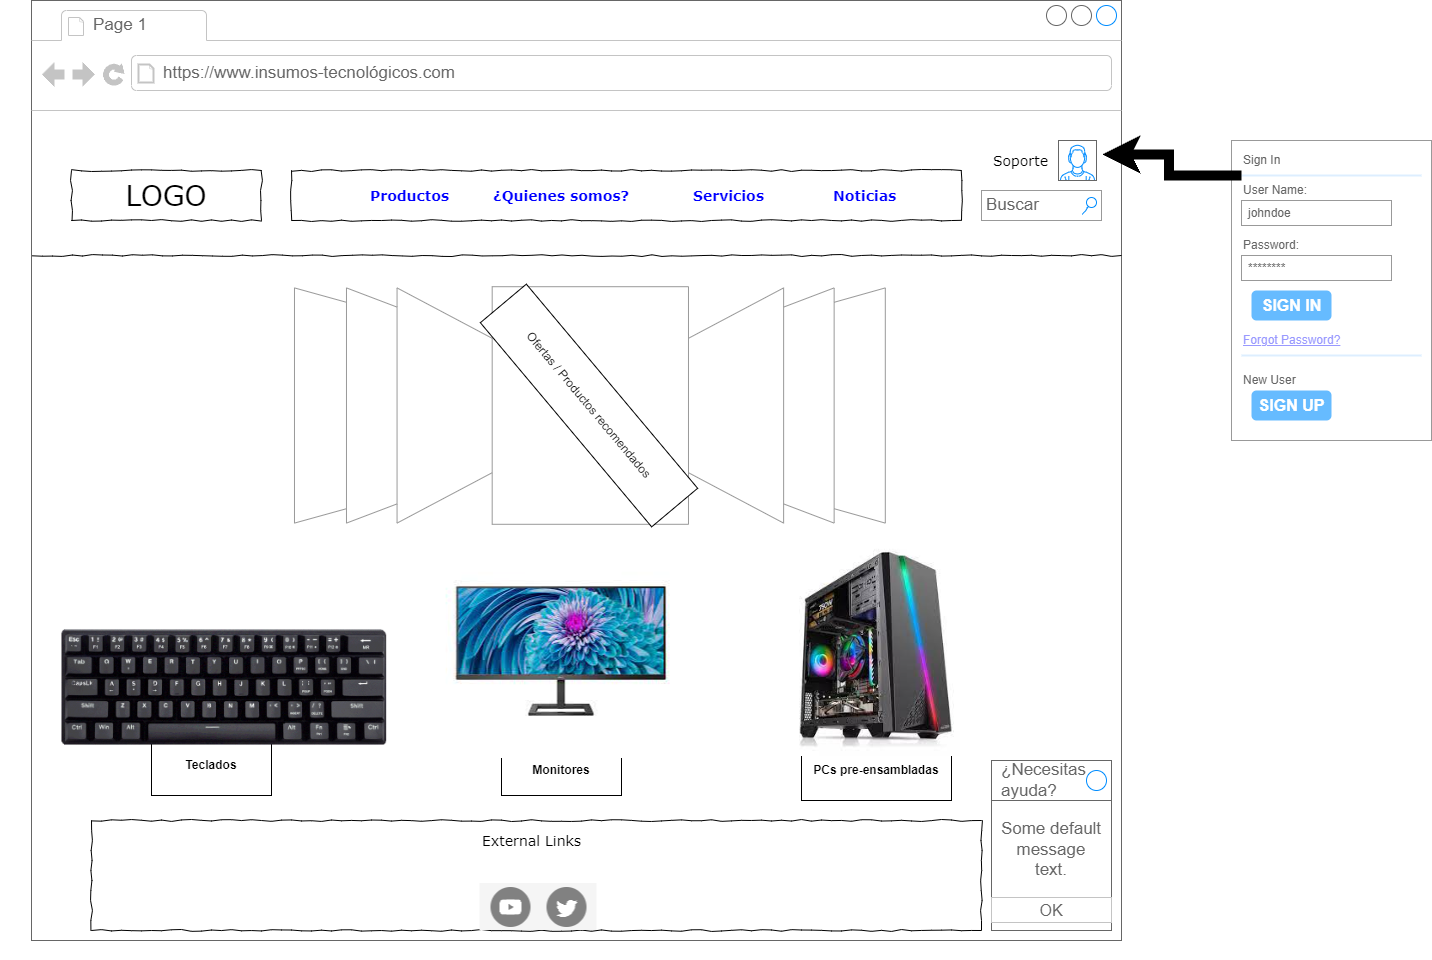 Page 1
https://www.insumos-tecnológicos.com
Soporte
LOGO
Productos
¿Quienes somos?
Servicios
Noticias
Buscar
Sign In
User Name:
johndoe
Password:
********
SIGN IN
Forgot Password?
New User
SIGN UP
Ofertas / Productos recomendados
Teclados
Monitores
PCs pre-ensambladas
¿Necesitas
ayuda?
Some default
message
text.
OK
External Links